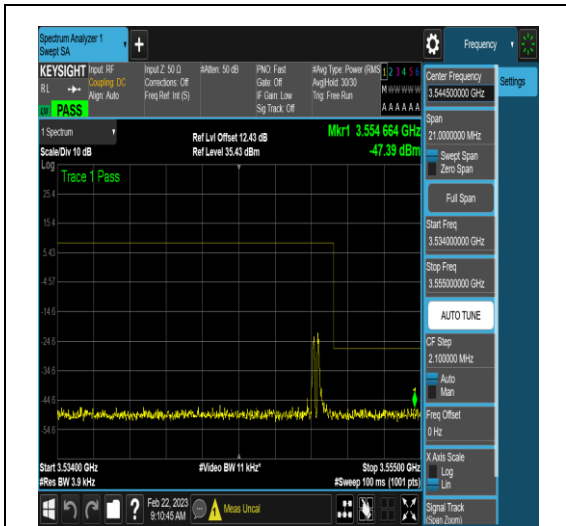 Spectrum Analyzer 1
Swept SA
+
Frequency
KEYSIGHT
RL
PASS
Input: RF
Coupling: DC
Align: Auto
Input Z: 50 Ω
Corrections: Off
Freq Ref: Int (S)
#Atten: 50 dB
PNO: Fast
Gate: Off
IF Gain: Low
Sig Track: Off
#Avg Type: Power (RMS
Avg|Hold: 30/30
Trig: Free Run
1 2 3 4 5 6
M W W W W W
A A A A A A
1 Spectrum
Scale/Div 10 dB
Ref Lvl Offset 12.43 dB
Ref Level 35.43 dBm
Mkr1 3.554 664 GHz
-47.39 dBm
Log
Trace 1 Pass
25.4
15.4
5.43
-4.57
-14.6
-24.6
-34.6
-44.6
-54.6
1
Start 3.53400 GHz
#Res BW 3.9 kHz
#Video BW 11 kHz*
Stop 3.55500 GHz
#Sweep 100 ms (1001 pts)
Center Frequency
3.544500000 GHz
Settings
Span
21.0000000 MHz
Swept Span
Zero Span
Full Span
Start Freq
3.534000000 GHz
Stop Freq
3.555000000 GHz
AUTO TUNE
CF Step
2.100000 MHz
Auto
Man
Freq Offset
0 Hz
X Axis Scale
Log
Lin
Signal Track
(Span Zoom)
?
Feb 22, 2023
9:10:45 AM
Meas Uncal